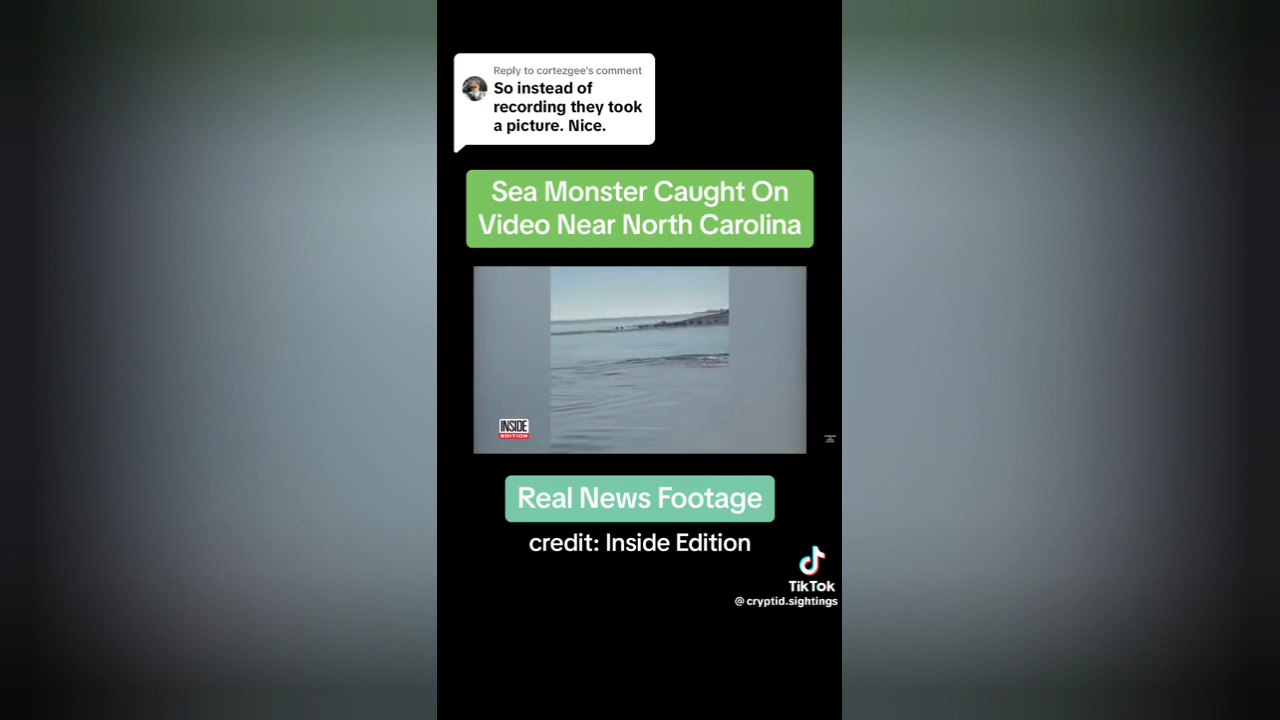 Reply to cortezgee's comment
So instead of
recording they took
a picture. Nice.
Sea Monster Caught On
Video Near North Carolina
INSIDE
EDITION
Real News Footage
credit: Inside Edition
TikTok
@cryptid.sightings